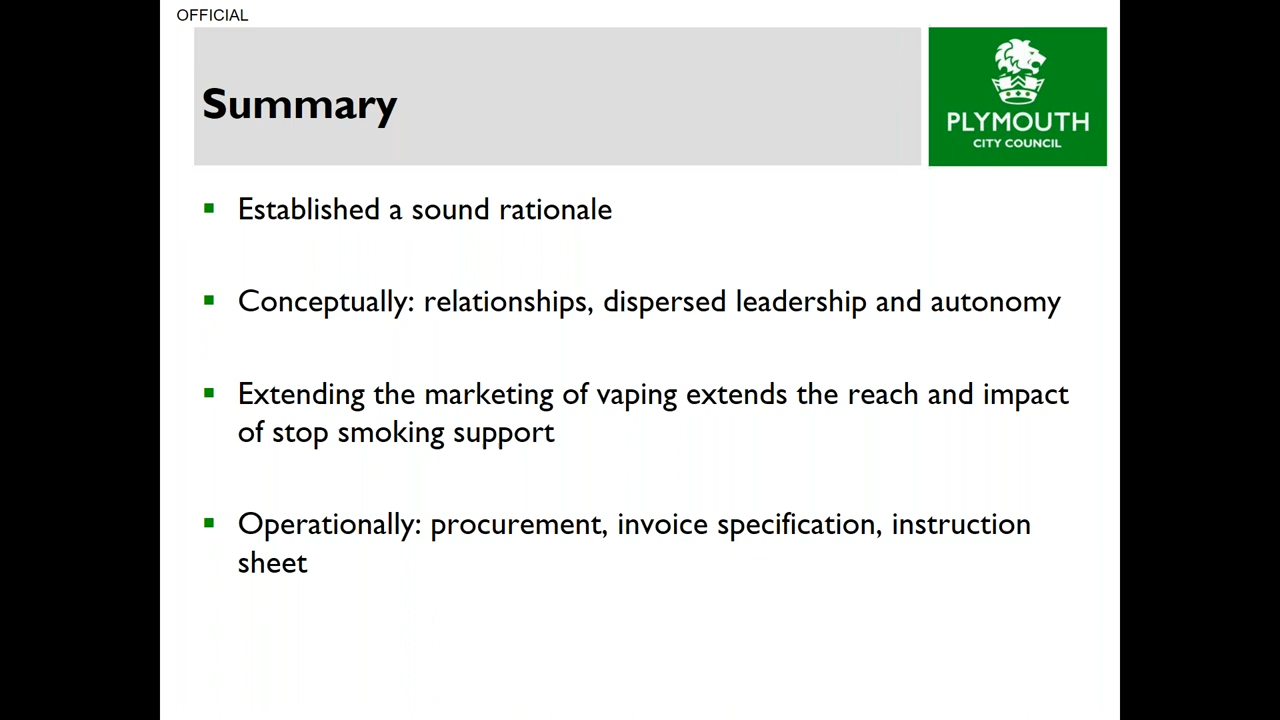 OFFICIAL
Summary
PLYMOUTH
CITY COUNCIL
Established a sound rationale
Conceptually: relationships, dispersed leadership and autonomy
Extending the marketing of vaping extends the reach and impact
of stop smoking support
Operationally: procurement, invoice specification, instruction
sheet